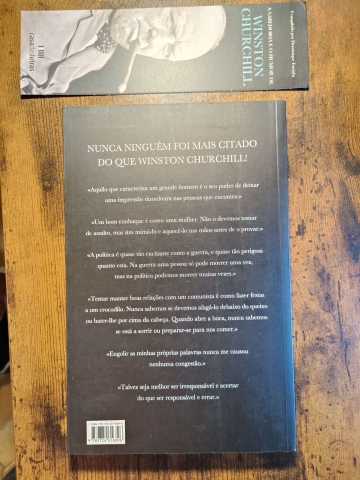 Compilado por Dominique Enright
A SABEDORIA E O HUMOR DE
WINSTON
CHURCHILL
casadasletras
NUNCA NINGUÉM FOI MAIS CITADO
DO QUE WINSTON CHURCHILL!
«Aquilo que caracteriza um grande homem é o seu poder de deixar
uma impressão duradoura nas pessoas que encontra.»
«Um bom conhaque é como uma mulher. Não o devemos tomar
de assalto, mas sim mimá-lo e aquecê-lo nas mãos antes de o provar.»
«A política é quase tão excitante como a guerra, e quase tão perigosa
quanto esta. Na guerra uma pessoa só pode morrer uma vez,
mas na política podemos morrer muitas vezes.»
«Tentar manter boas relações com um comunista é como fazer festas
a um crocodilo. Nunca sabemos se devemos afagá-lo debaixo do queixo
ou bater-lhe por cima da cabeça. Quando abre a boca, nunca sabemos
se está a sorrir ou preparar-se para nos comer.»
«Engolir as minhas próprias palavras nunca me causou
nenhuma congestão.»
«Talvez seja melhor ser irresponsável e acertar
do que ser responsável e errar.»